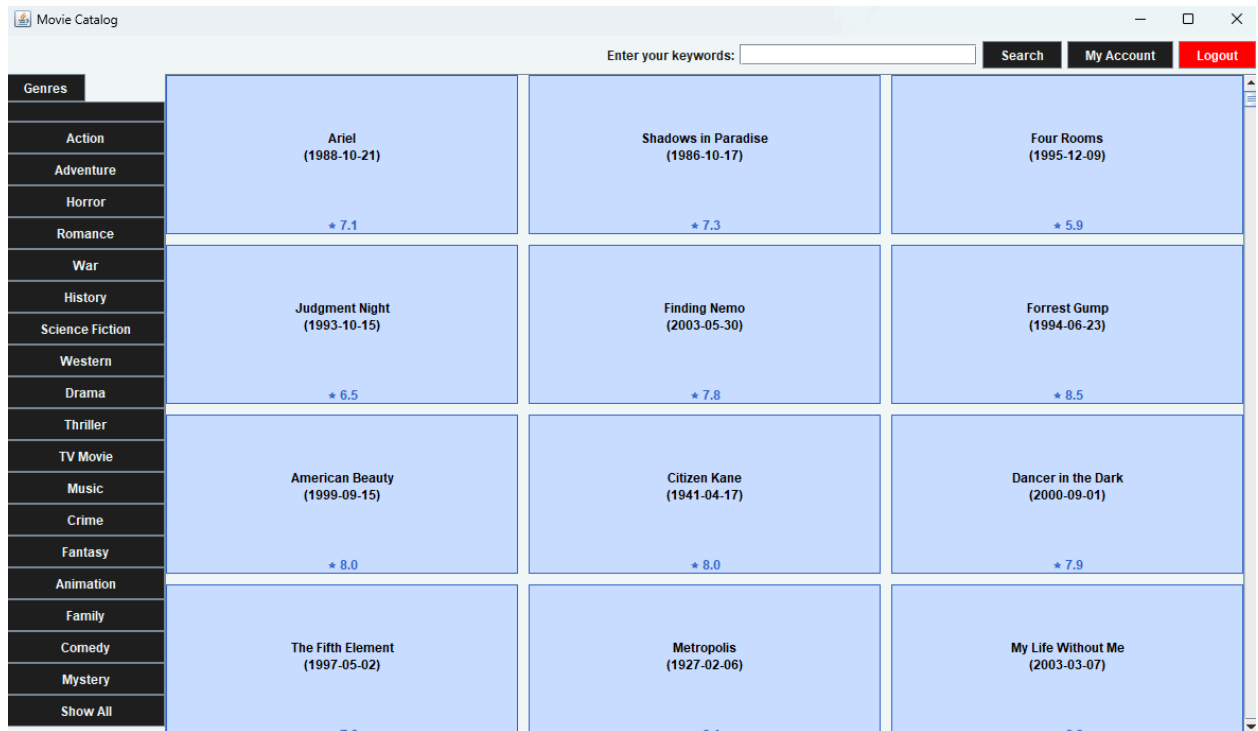 Movie Catalog
Enter your keywords:
Search
My Account
Logout
Genres
Action
Adventure
Horror
Romance
War
History
Science Fiction
Western
Drama
Thriller
TV Movie
Music
Crime
Fantasy
Animation
Family
Comedy
Mystery
Show All
Ariel
(1988-10-21)
★ 7.1
Shadows in Paradise
(1986-10-17)
★ 7.3
Four Rooms
(1995-12-09)
★ 5.9
Judgment Night
(1993-10-15)
★ 6.5
Finding Nemo
(2003-05-30)
★ 7.8
Forrest Gump
(1994-06-23)
★ 8.5
American Beauty
(1999-09-15)
★ 8.0
Citizen Kane
(1941-04-17)
★ 8.0
Dancer in the Dark
(2000-09-01)
★ 7.9
The Fifth Element
(1997-05-02)
Metropolis
(1927-02-06)
My Life Without Me
(2003-03-07)